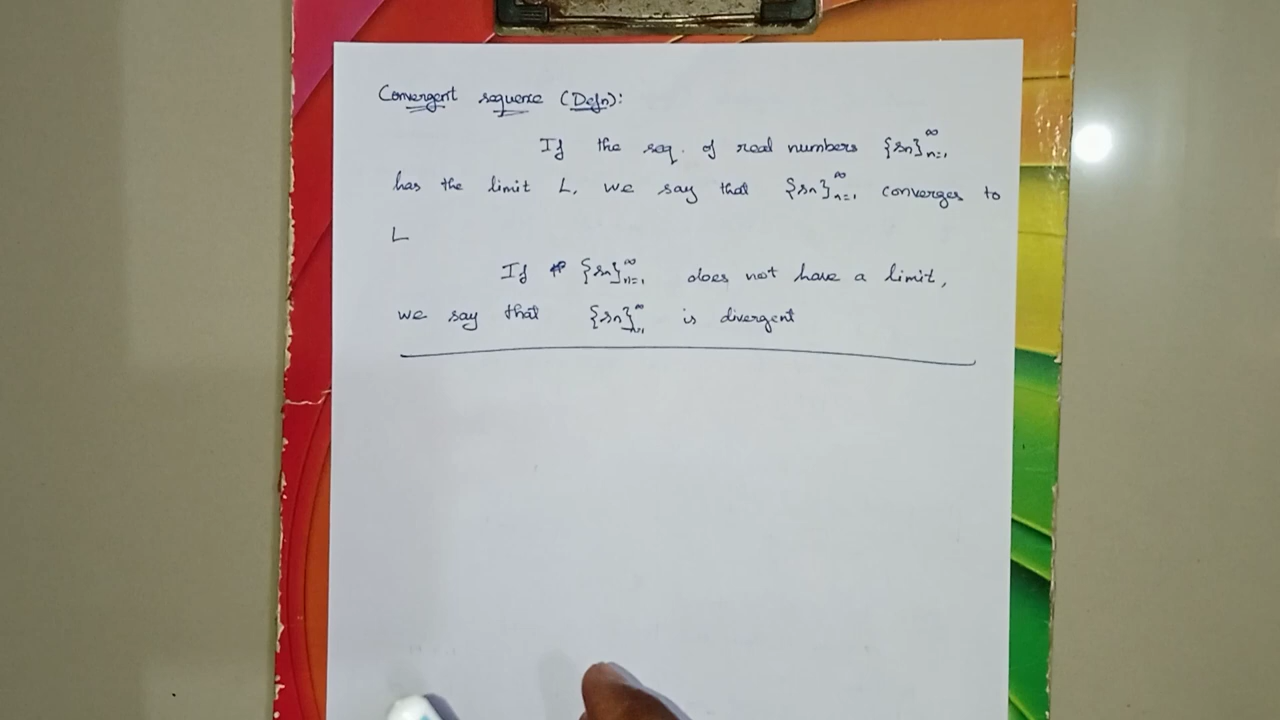 Convergent sequence (Defn):
If the seq. of real numbers {sn}∞n=1
has the limit L, we say that {sn}∞n=1 converges to
L
If {sn}∞n=1 does not have a limit,
we say that {sn}∞n=1 is divergent